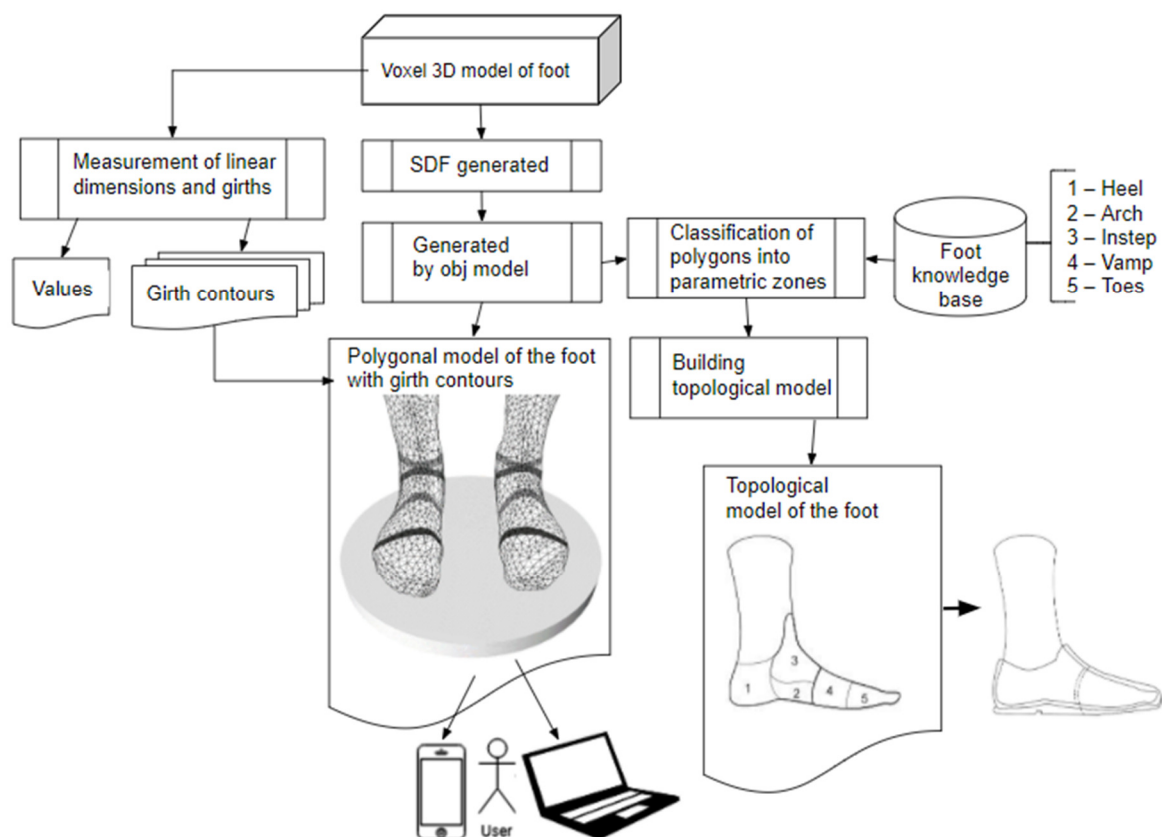 Voxel 3D model of foot
Measurement of linear
dimensions and girths
SDF generated
Generated
by obj model
Classification of
polygons into
parametric zones
Foot
knowledge
base
1 – Heel
2 – Arch
3 – Instep
4 – Vamp
5 – Toes
Values
Girth contours
Polygonal model of the foot
with girth contours
Building
topological model
Topological
model of the foot
3
1
2
4
5
User